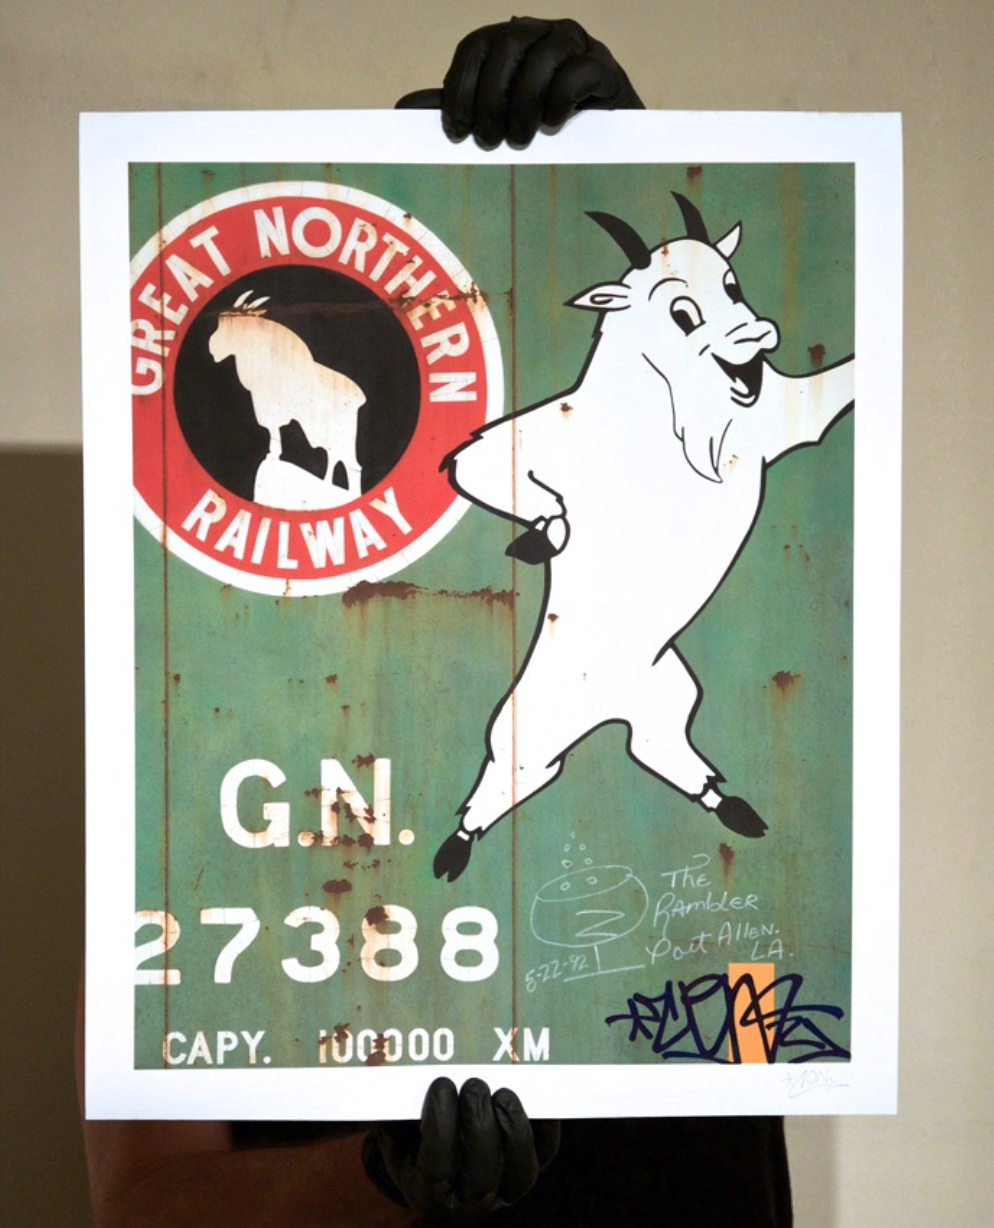 GREAT NORTHERN
RAILWAY
G.N.
27388
The
Rambler
Port Allen.
LA.
5-22-92
CAPY. 100000 XM